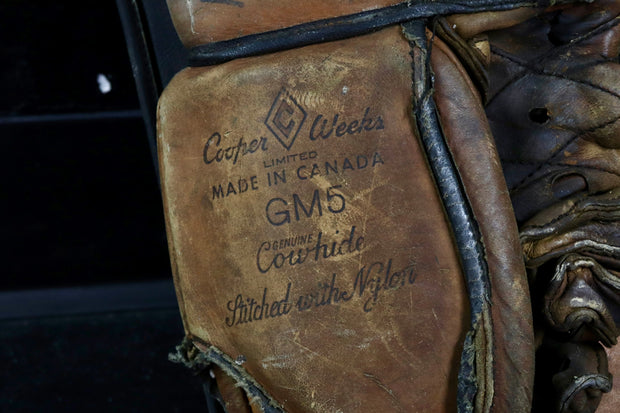 Cooper C Weeks
LIMITED
MADE IN CANADA
GM5
GENUINE
Cowhide
Stitched with Nylon